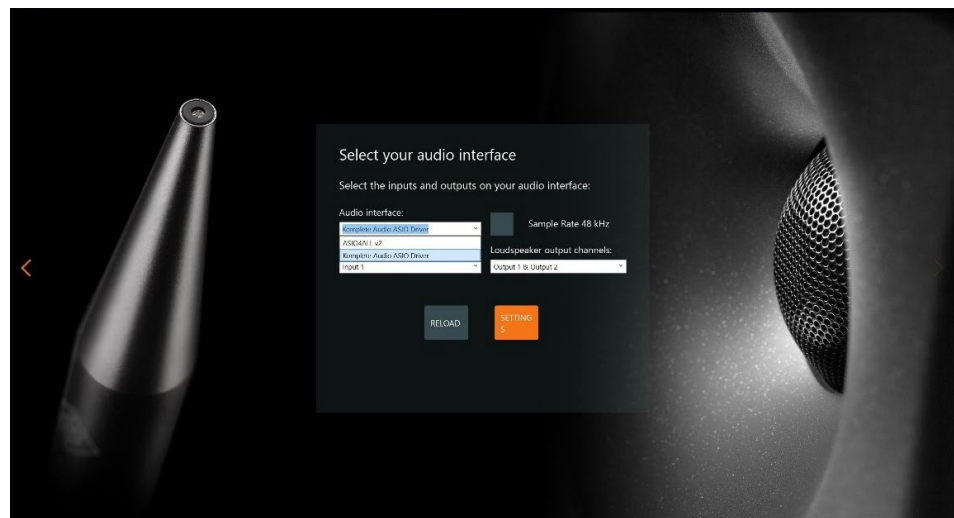 Select your audio interface
Select the inputs and outputs on your audio interface:
Audio interface:
Komplete Audio ASIO Driver
Sample Rate 48 kHz
ASIO4ALL v2
Komplete Audio ASIO Driver
Loudspeaker output channels:
Input 1
Output 1 & Output 2
RELOAD
SETTING
S